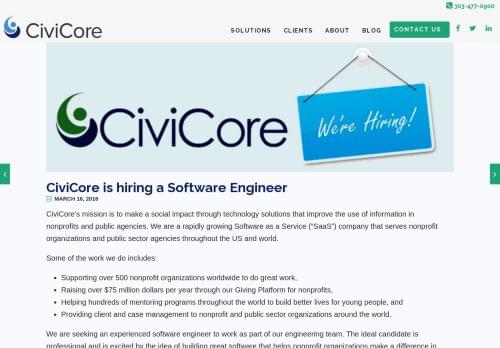 303-477-0900
CiviCore
SOLUTIONS CLIENTS ABOUT BLOG CONTACT US
CiviCore
We're Hiring!
CiviCore is hiring a Software Engineer
MARCH 16, 2016
CiviCore's mission is to make a social impact through technology solutions that improve the use of information in
nonprofits and public agencies. We are a rapidly growing Software as a Service ("SaaS") company that serves nonprofit
organizations and public sector agencies throughout the US and world.
Some of the work we do includes:
• Supporting over 500 nonprofit organizations worldwide to do great work,
• Raising over $75 million dollars per year through our Giving Platform for nonprofits,
• Helping hundreds of mentoring programs throughout the world to build better lives for young people, and
• Providing client and case management to nonprofit and public sector organizations around the world.
We are seeking an experienced software engineer to work as part of our engineering team. The ideal candidate is
professional and is excited by the idea of building great software that helps nonprofit organizations make a difference in